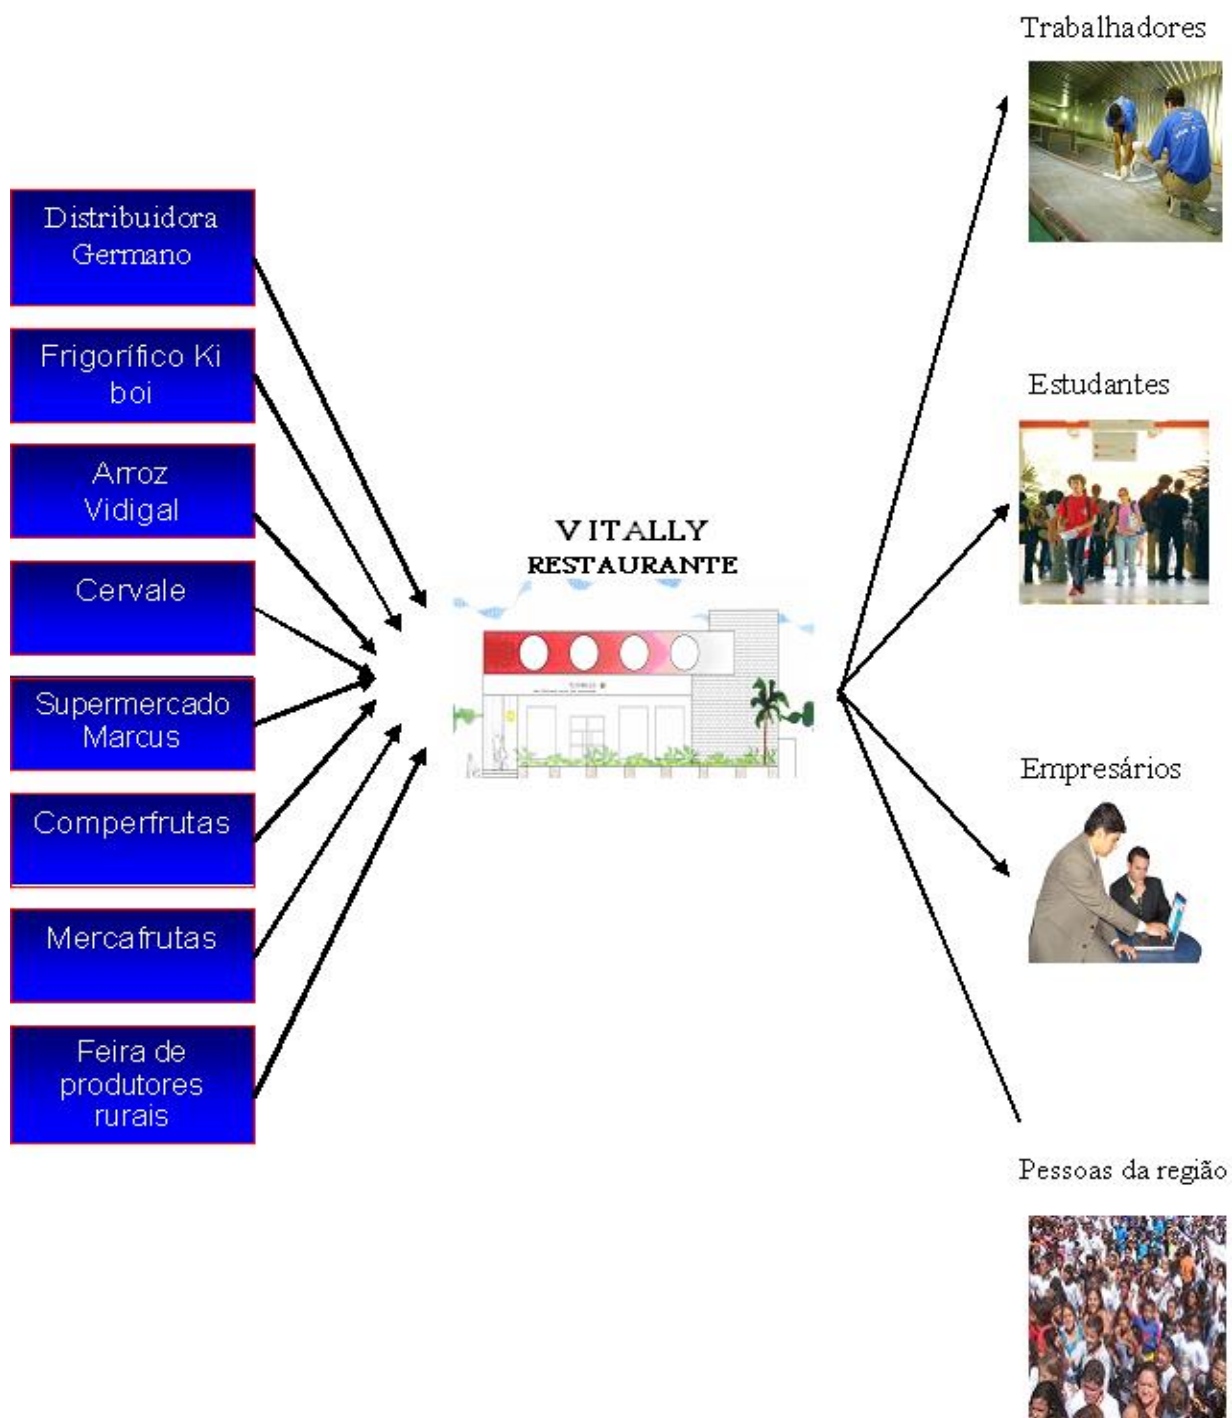 Trabalhadores
Distribuidora
Germano
Frigorífico Ki
boi
Arroz
Vidigal
Cervale
Supermercado
Marcus
Comperfrutas
Mercafrutas
Feira de
produtores
rurais
VITALLY
RESTAURANTE
Estudantes
Empresários
Pessoas da região